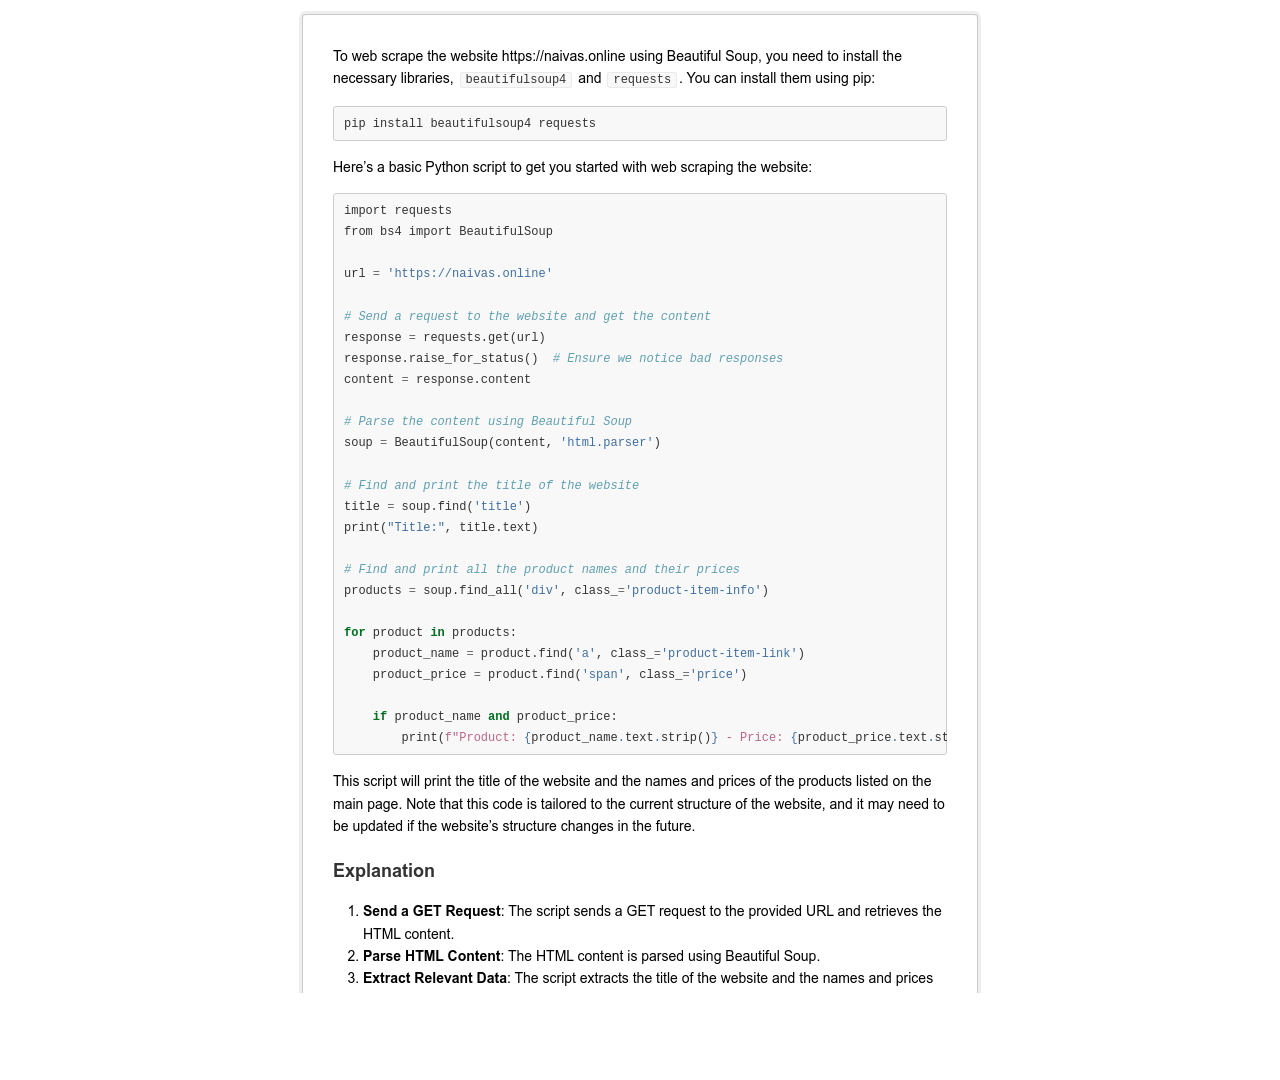 To web scrape the website https://naivas.online using Beautiful Soup, you need to install the
necessary libraries, beautifulsoup4 and requests. You can install them using pip:
pip install beautifulsoup4 requests
Here’s a basic Python script to get you started with web scraping the website:
import requests
from bs4 import BeautifulSoup
url = 'https://naivas.online'
# Send a request to the website and get the content
response = requests.get(url)
response.raise_for_status()  # Ensure we notice bad responses
content = response.content
# Parse the content using Beautiful Soup
soup = BeautifulSoup(content, 'html.parser')
# Find and print the title of the website
title = soup.find('title')
print("Title:", title.text)
# Find and print all the product names and their prices
products = soup.find_all('div', class_='product-item-info')
for product in products:
    product_name = product.find('a', class_='product-item-link')
    product_price = product.find('span', class_='price')
    if product_name and product_price:
        print(f"Product: {product_name.text.strip()} - Price: {product_price.text.st
This script will print the title of the website and the names and prices of the products listed on the
main page. Note that this code is tailored to the current structure of the website, and it may need to
be updated if the website’s structure changes in the future.
Explanation
1. Send a GET Request: The script sends a GET request to the provided URL and retrieves the
HTML content.
2. Parse HTML Content: The HTML content is parsed using Beautiful Soup.
3. Extract Relevant Data: The script extracts the title of the website and the names and prices